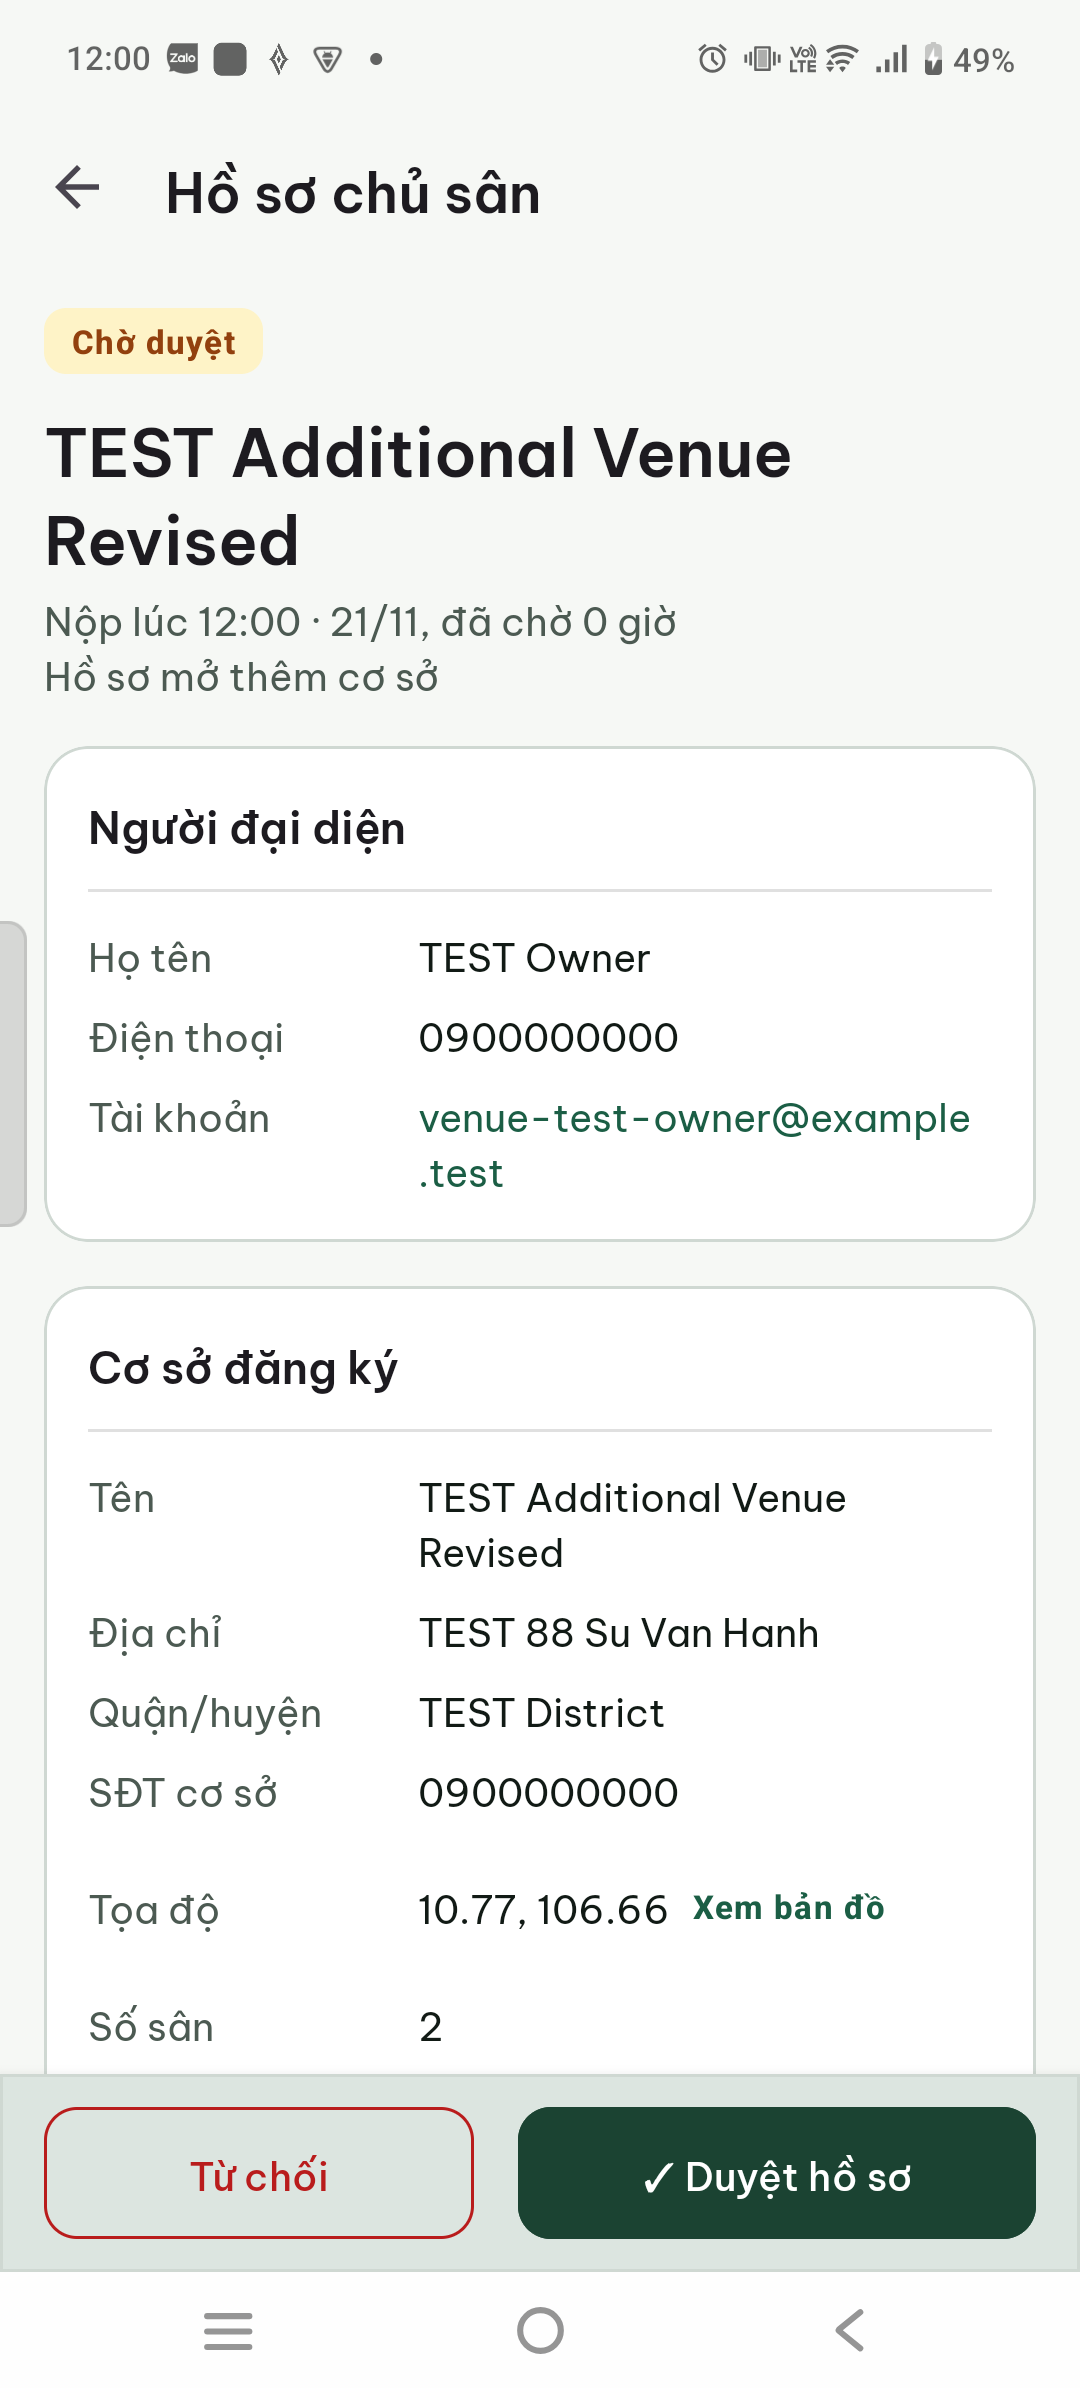 12:00 Zalo Vo) LTE 49%
Hồ sơ chủ sân
Chờ duyệt
TEST Additional Venue
Revised
Nộp lúc 12:00 · 21/11, đã chờ 0 giờ
Hồ sơ mở thêm cơ sở
Người đại diện
Họ tên TEST Owner
Điện thoại 0900000000
Tài khoản venue-test-owner@example
.test
Cơ sở đăng ký
Tên TEST Additional Venue
Revised
Địa chỉ TEST 88 Su Van Hanh
Quận/huyện TEST District
SĐT cơ sở 0900000000
Tọa độ 10.77, 106.66 Xem bản đồ
Số sân 2
Từ chối ✓ Duyệt hồ sơ